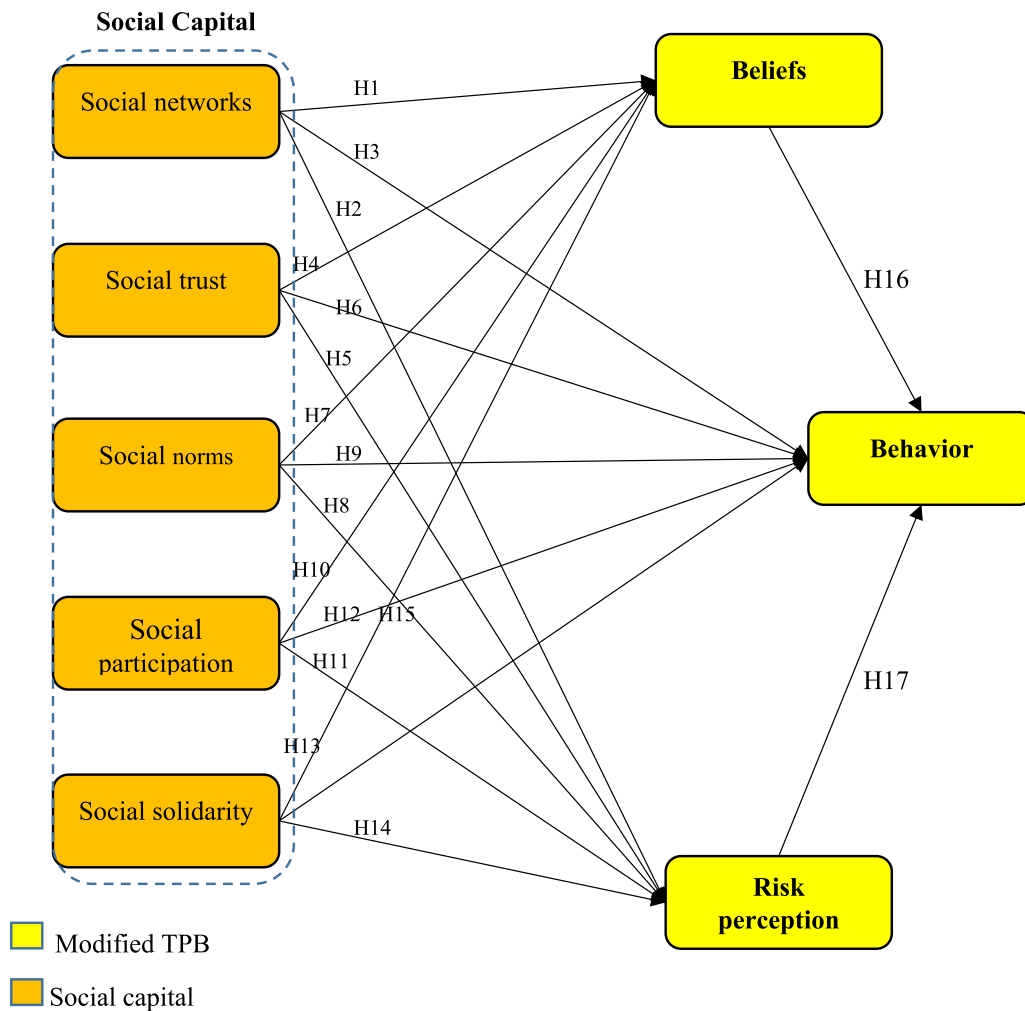 Social Capital
Social networks
Beliefs
H1
H3
H2
Social trust
H4
H6
H16
H5
Social norms
H7
H9
Behavior
H8
H10
Social
participation
H12
H15
H11
H17
H13
Social solidarity
H14
Risk
perception
Modified TPB
Social capital